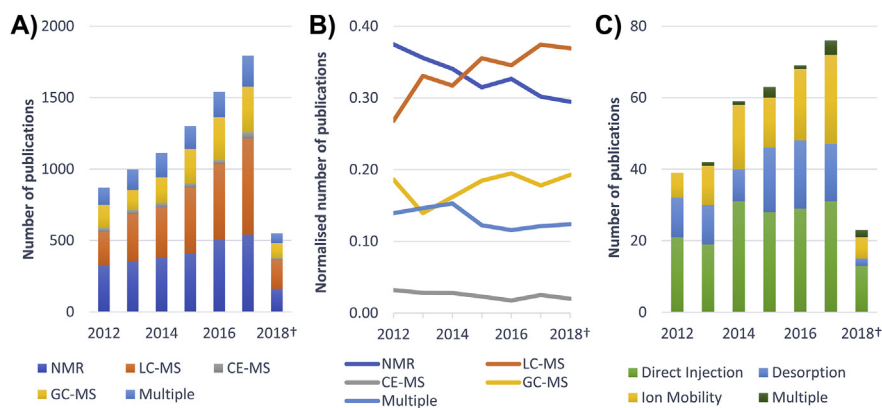 A)
Number of publications
2000
1500
1000
500
0
2012 2014 2016 2018†
NMR LC-MS CE-MS
GC-MS Multiple
B)
Normalised number of publications
0.40
0.30
0.20
0.10
0.00
2012 2014 2016 2018†
NMR LC-MS
CE-MS GC-MS
Multiple
C)
Number of publications
80
60
40
20
0
2012 2014 2016 2018†
Direct Injection Desorption
Ion Mobility Multiple